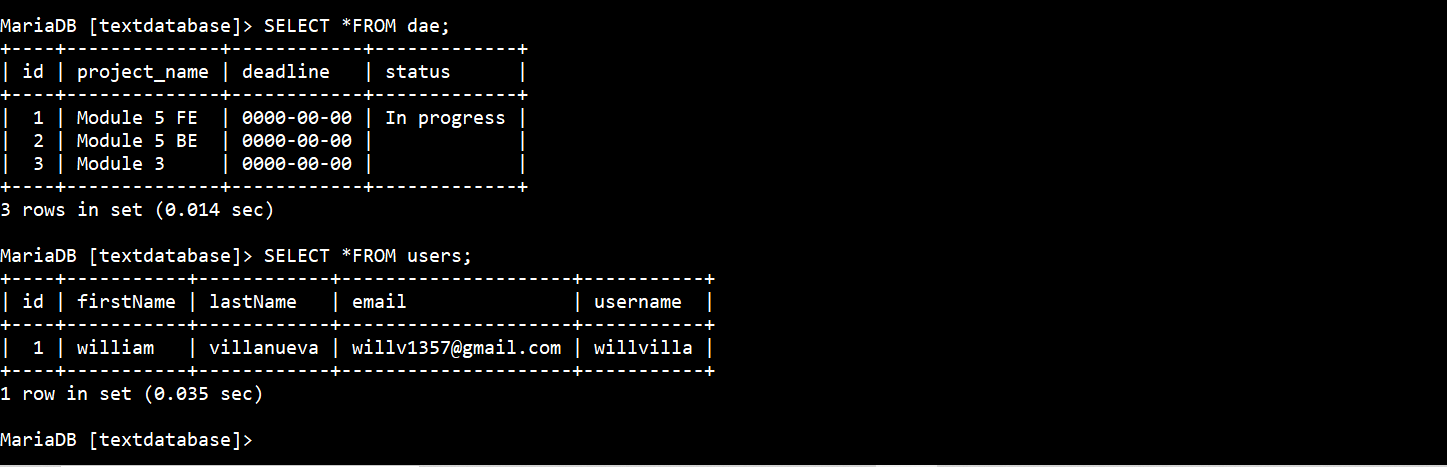 MariaDB [textdatabase]> SELECT *FROM dae;
+----+--------------+------------+-------------+
| id | project_name | deadline   | status      |
+----+--------------+------------+-------------+
|  1 | Module 5 FE  | 0000-00-00 | In progress |
|  2 | Module 5 BE  | 0000-00-00 |             |
|  3 | Module 3     | 0000-00-00 |             |
+----+--------------+------------+-------------+
3 rows in set (0.014 sec)
MariaDB [textdatabase]> SELECT *FROM users;
+----+-----------+------------+---------------------+-----------+
| id | firstName | lastName   | email               | username  |
+----+-----------+------------+---------------------+-----------+
|  1 | william   | villanueva | willv1357@gmail.com | willvilla |
+----+-----------+------------+---------------------+-----------+
1 row in set (0.035 sec)
MariaDB [textdatabase]>